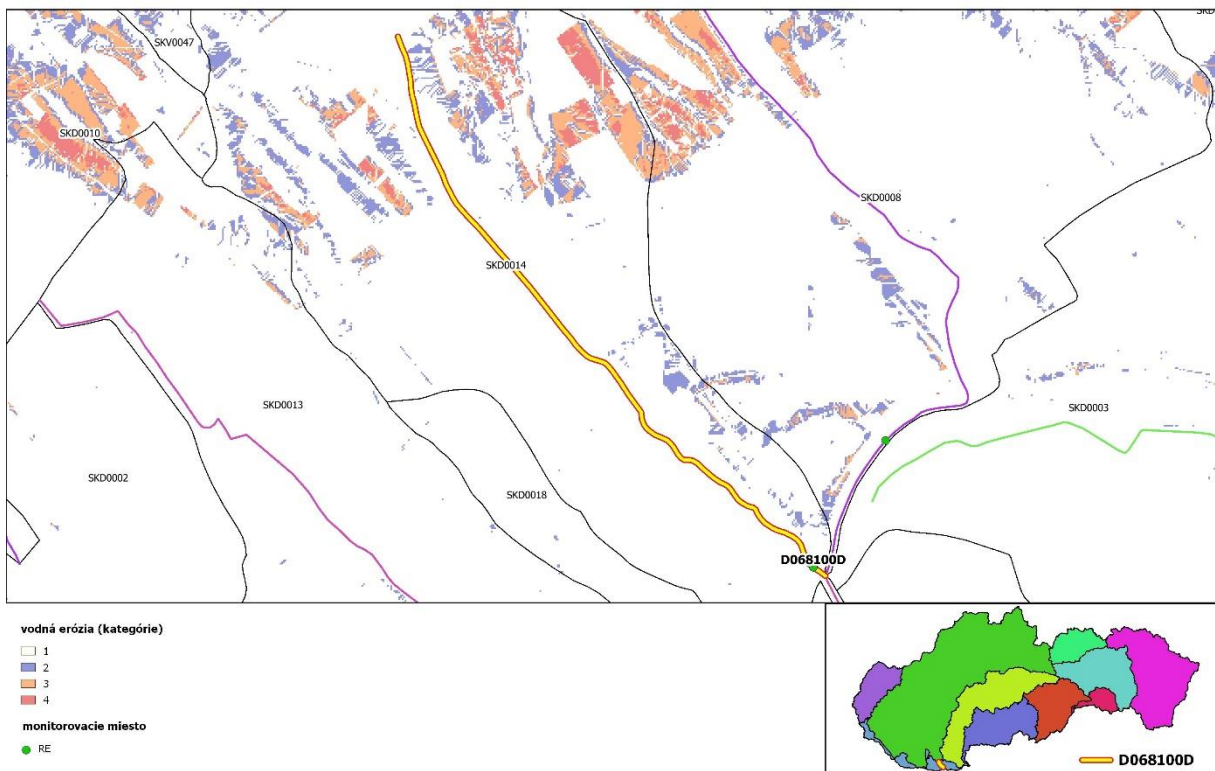 SKV0047
SKD
SKD0010
SKD0008
SKD0014
SKD0013
SKD0003
SKD0002
SKD0018
D068100D
vodná erózia (kategórie)
1
2
3
4
monitorovacie miesto
RE
D068100D